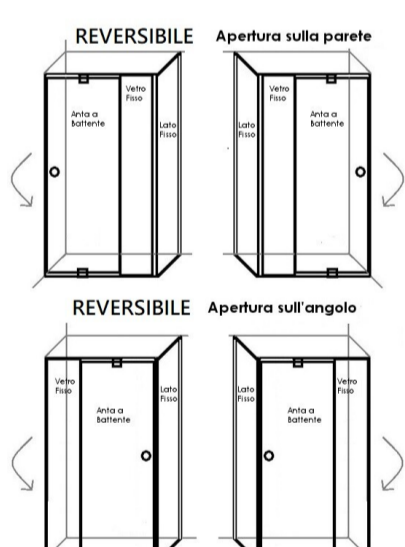 REVERSIBILE Apertura sulla parete
Vetro
Fisso
Anta a
Battente
Lato
Fisso
Vetro
Fisso
Anta a
Battente
Lato
Fisso
REVERSIBILE Apertura sull'angolo
Vetro
Fisso
Lato
Fisso
Anta a
Battente
Lato
Fisso
Vetro
Fisso
Anta a
Battente